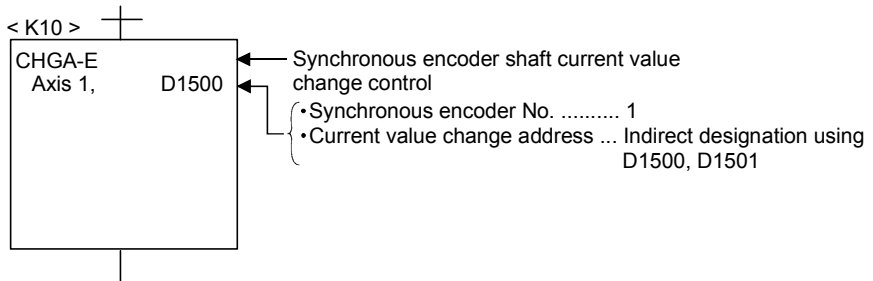 < K10 >
CHGA-E
Axis 1, D1500
Synchronous encoder shaft current value
change control
•Synchronous encoder No. .......... 1
•Current value change address ... Indirect designation using
D1500, D1501